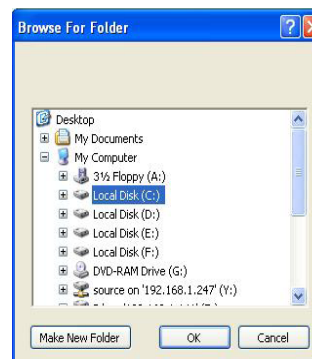 Browse For Folder
Desktop
My Documents
My Computer
3½ Floppy (A:)
Local Disk (C:)
Local Disk (D:)
Local Disk (E:)
Local Disk (F:)
DVD-RAM Drive (G:)
source on '192.168.1.247' (Y:)
Make New Folder
OK
Cancel